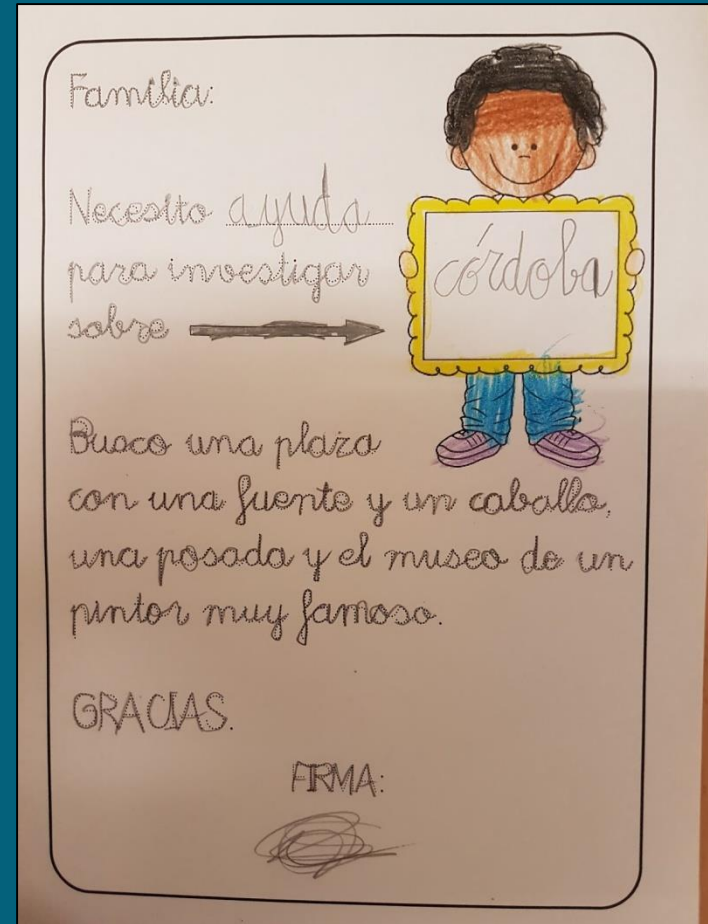 Familia:
Necesito ayuda
para investigar
sobre
córdoba
Busco una plaza
con una fuente y un caballo,
una posada y el museo de un
pintor muy famoso.
GRACIAS.
FIRMA: